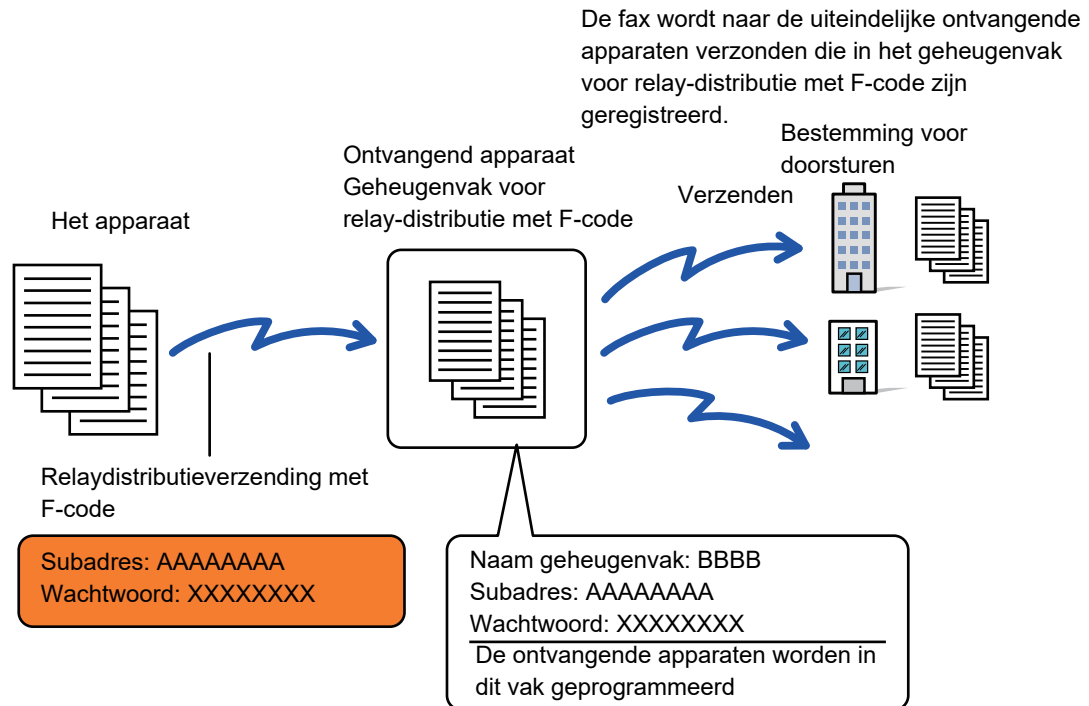 De fax wordt naar de uiteindelijke ontvangende
apparaten verzonden die in het geheugenvak
voor relay-distributie met F-code zijn
geregistreerd.
Bestemming voor
doorsturen
Ontvangend apparaat
Geheugenvak voor
relay-distributie met F-code
Verzenden
Het apparaat
Relaydistributieverzending met
F-code
Subadres: AAAAAAAA
Wachtwoord: XXXXXXXX
Naam geheugenvak: BBBB
Subadres: AAAAAAAA
Wachtwoord: XXXXXXXX
De ontvangende apparaten worden in
dit vak geprogrammeerd